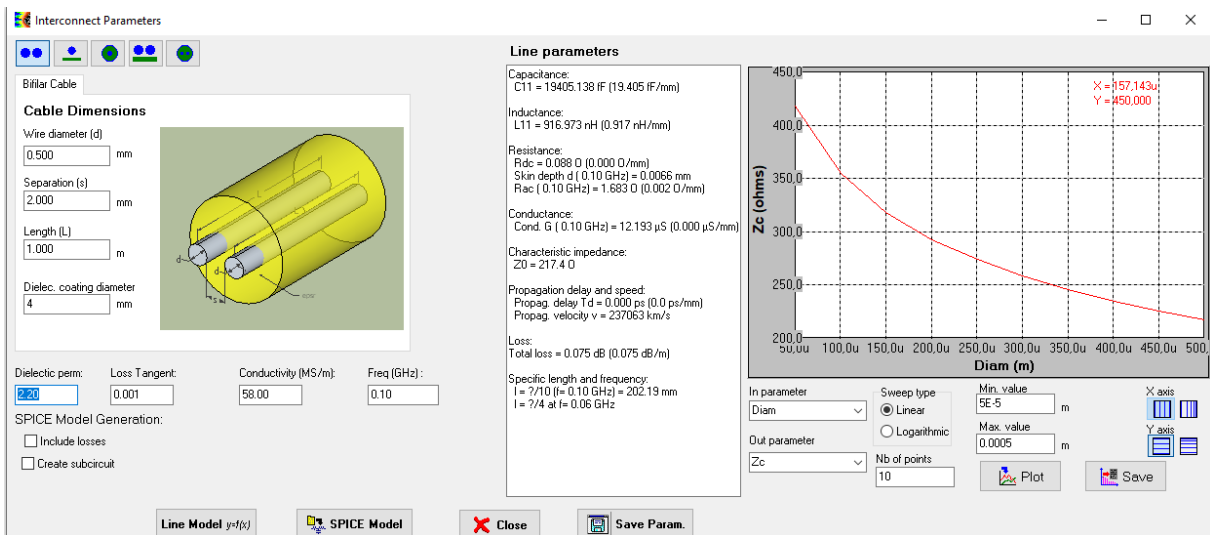 Interconnect Parameters
Bifilar Cable
Cable Dimensions
Wire diameter (d)
0.500 mm
Separation (s)
2.000 mm
Length (L)
1.000 m
Dielec. coating diameter
4 mm
L
d
d
s
Dielectic perm: Loss Tangent: Conductivity (MS/m): Freq (GHz) :
2.20 0.001 58.00 0.10
SPICE Model Generation:
Include losses
Create subcircuit
Line Model y=f(x) SPICE Model Close Save Param.
Line parameters
Capacitance:
C11 = 19405.138 fF (19.405 fF/mm)
Inductance:
L11 = 916.973 nH (0.917 nH/mm)
Resistance:
Rdc = 0.088 O (0.000 O/mm)
Skin depth d ( 0.10 GHz) = 0.0066 mm
Rac ( 0.10 GHz) = 1.683 O (0.002 O/mm)
Conductance:
Cond. G ( 0.10 GHz) = 12.193 µS (0.000 µS/mm)
Characteristic impedance:
Z0 = 217.4 O
Propagation delay and speed:
Propag. delay Td = 0.000 ps (0.0 ps/mm)
Propag. velocity v = 237063 km/s
Loss:
Total loss = 0.075 dB (0.075 dB/m)
Specific length and frequency:
l = ?/10 (f= 0.10 GHz) = 202.19 mm
l = ?/4 at f= 0.06 GHz
X = 157,143u
Y = 450,000
Zc (ohms)
450,0
400,0
350,0
300,0
250,0
200,0
50,0u 100,0u 150,0u 200,0u 250,0u 300,0u 350,0u 400,0u 450,0u 500,
Diam (m)
In parameter
Diam
Out parameter
Zc
Sweep type
Linear
Logarithmic
Nb of points
10
Min. value
5E-5 m
Max. value
0.0005 m
X axis
Y axis
Plot Save